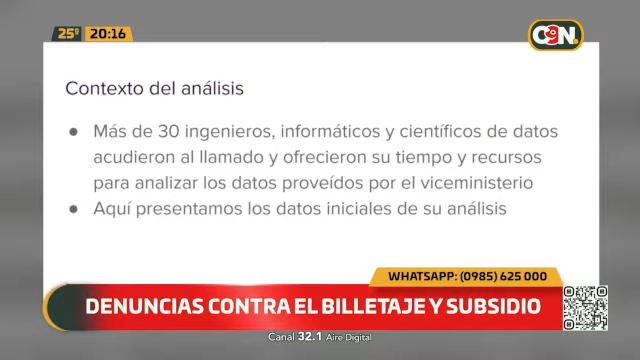 25º 20:16
C9N
Contexto del análisis
● Más de 30 ingenieros, informáticos y científicos de datos
acudieron al llamado y ofrecieron su tiempo y recursos
para analizar los datos proveídos por el viceministerio
● Aquí presentamos los datos iniciales de su análisis
WHATSAPP: (0985) 625 000
DENUNCIAS CONTRA EL BILLETAJE Y SUBSIDIO
Canal 32.1 Aire Digital